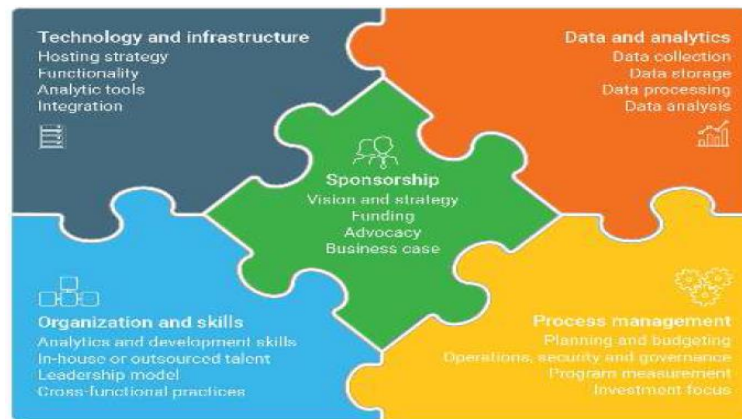 Technology and infrastructure
Hosting strategy
Functionality
Analytic tools
Integration
Data and analytics
Data collection
Data storage
Data processing
Data analysis
Sponsorship
Vision and strategy
Funding
Advocacy
Business case
Organization and skills
Analytics and development skills
In-house or outsourced talent
Leadership model
Cross-functional practices
Process management
Planning and budgeting
Operations, security and governance
Program measurement
Investment focus